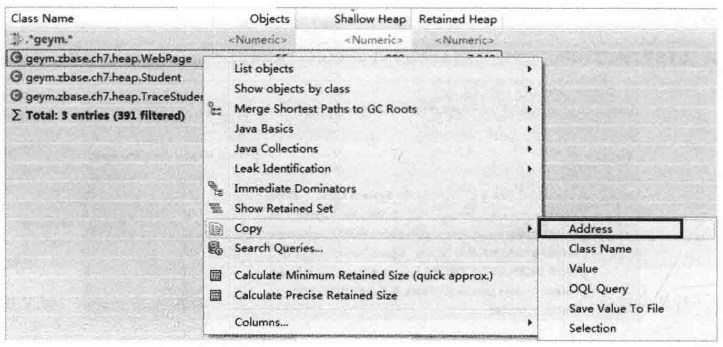 Class Name Objects Shallow Heap Retained Heap
.*geym.* <Numeric> <Numeric> <Numeric>
geym.zbase.ch7.heap.WebPage
geym.zbase.ch7.heap.Student
geym.zbase.ch7.heap.TraceStuder
Σ Total: 3 entries (391 filtered)
List objects
Show objects by class
Merge Shortest Paths to GC Roots
Java Basics
Java Collections
Leak Identification
Immediate Dominators
Show Retained Set
Copy
Search Queries...
Calculate Minimum Retained Size (quick approx.)
Calculate Precise Retained Size
Columns...
Address
Class Name
Value
OQL Query
Save Value To File
Selection